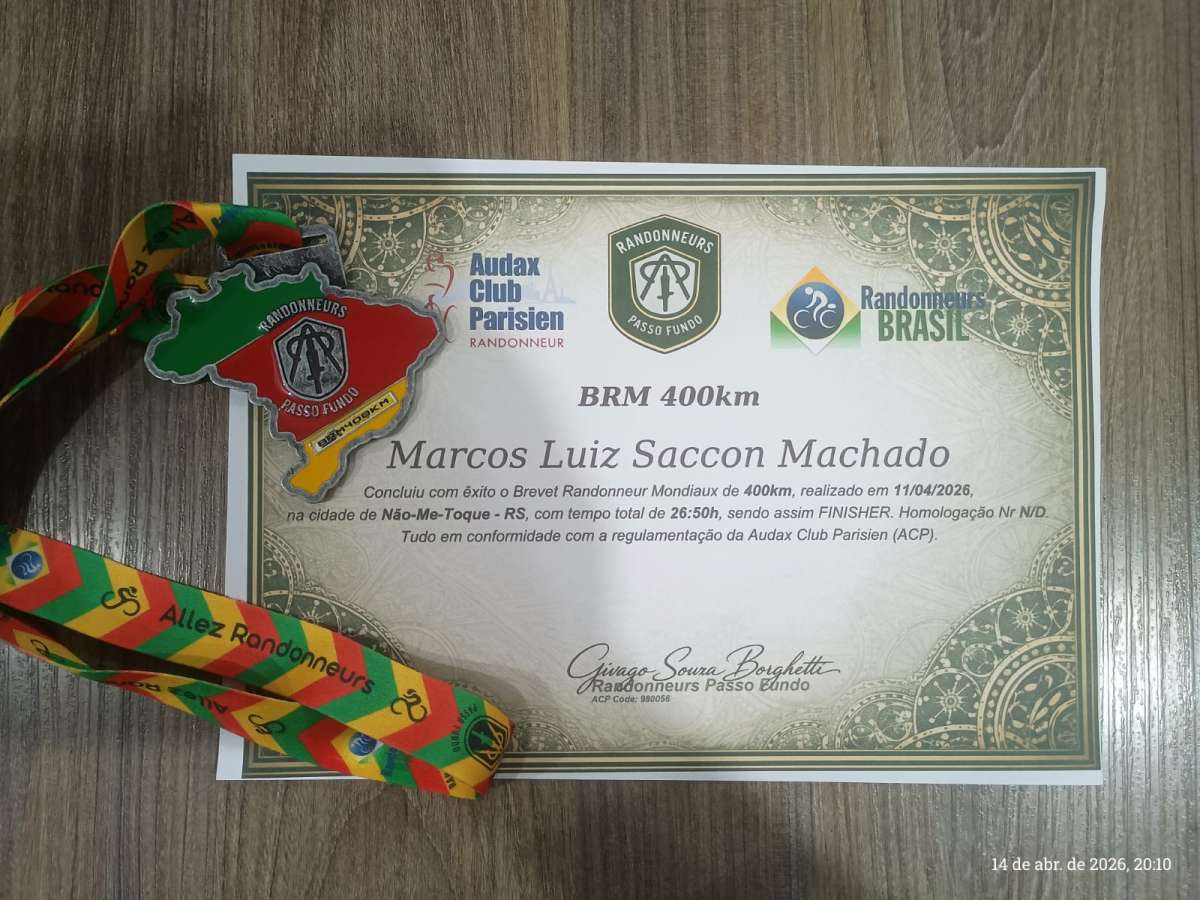 Audax
Club
Parisien
RANDONNEUR
RANDONNEURS
PASSO FUNDO
Randonneurs
BRASIL
BRM 400km
Marcos Luiz Saccon Machado
Concluiu com êxito o Brevet Randonneur Mondiaux de 400km, realizado em 11/04/2026,
na cidade de Não-Me-Toque - RS, com tempo total de 26:50h, sendo assim FINISHER. Homologação Nr N/D.
Tudo em conformidade com a regulamentação da Audax Club Parisien (ACP).
Givago Souza Borghetti
Randonneurs Passo Fundo
ACP Code: 980056
RANDONNEURS
PASSO FUNDO
BRM400KM
Allez Randonneurs
PASSO FUNDO
14 de abr. de 2026, 20:10